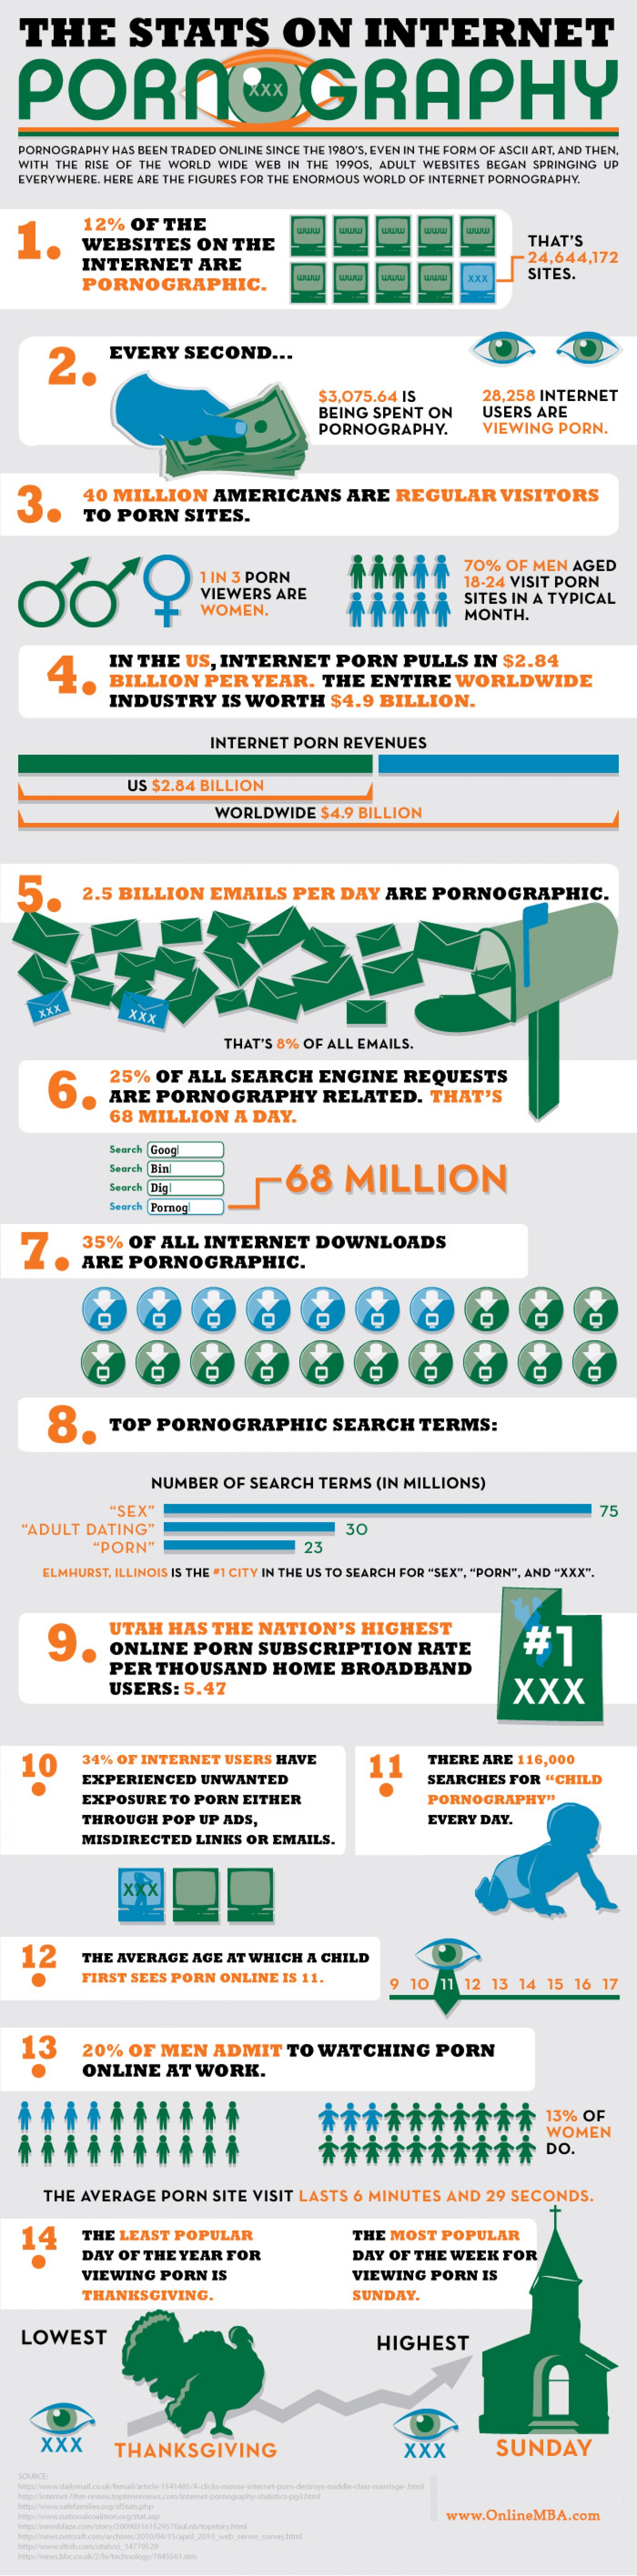 THE STATS ON INTERNET
PORNOGRAPHY
XXX
PORNOGRAPHY HAS BEEN TRADED ONLINE SINCE THE 1980'S, EVEN IN THE FORM OF ASCII ART, AND THEN,
WITH THE RISE OF THE WORLD WIDE WEB IN THE 1990S, ADULT WEBSITES BEGAN SPRINGING UP
EVERYWHERE. HERE ARE THE FIGURES FOR THE ENORMOUS WORLD OF INTERNET PORNOGRAPHY.
1.
12% OF THE
WEBSITES ON THE
INTERNET ARE
PORNOGRAPHIC.
www www www www www
www www www www XXX
THAT'S
24,644,172
SITES.
2.
EVERY SECOND...
$3,075.64 IS
BEING SPENT ON
PORNOGRAPHY.
28,258 INTERNET
USERS ARE
VIEWING PORN.
3.
40 MILLION AMERICANS ARE REGULAR VISITORS
TO PORN SITES.
1 IN 3 PORN
VIEWERS ARE
WOMEN.
70% OF MEN AGED
18-24 VISIT PORN
SITES IN A TYPICAL
MONTH.
4.
IN THE US, INTERNET PORN PULLS IN $2.84
BILLION PER YEAR. THE ENTIRE WORLDWIDE
INDUSTRY IS WORTH $4.9 BILLION.
INTERNET PORN REVENUES
US $2.84 BILLION
WORLDWIDE $4.9 BILLION
5.
2.5 BILLION EMAILS PER DAY ARE PORNOGRAPHIC.
XXX
XXX
THAT'S 8% OF ALL EMAILS.
6.
25% OF ALL SEARCH ENGINE REQUESTS
ARE PORNOGRAPHY RELATED. THAT'S
68 MILLION A DAY.
Search Goog|
Search Bin|
Search Dig|
Search Pornog|
68 MILLION
7.
35% OF ALL INTERNET DOWNLOADS
ARE PORNOGRAPHIC.
8.
TOP PORNOGRAPHIC SEARCH TERMS:
NUMBER OF SEARCH TERMS (IN MILLIONS)
"SEX" 75
"ADULT DATING" 30
"PORN" 23
ELMHURST, ILLINOIS IS THE #1 CITY IN THE US TO SEARCH FOR "SEX", "PORN", AND "XXX".
9.
UTAH HAS THE NATION'S HIGHEST
ONLINE PORN SUBSCRIPTION RATE
PER THOUSAND HOME BROADBAND
USERS: 5.47
#1
XXX
10
34% OF INTERNET USERS HAVE
EXPERIENCED UNWANTED
EXPOSURE TO PORN EITHER
THROUGH POP UP ADS,
MISDIRECTED LINKS OR EMAILS.
XXX
11
THERE ARE 116,000
SEARCHES FOR "CHILD
PORNOGRAPHY"
EVERY DAY.
12
THE AVERAGE AGE AT WHICH A CHILD
FIRST SEES PORN ONLINE IS 11.
9 10 11 12 13 14 15 16 17
13
20% OF MEN ADMIT TO WATCHING PORN
ONLINE AT WORK.
13% OF
WOMEN
DO.
THE AVERAGE PORN SITE VISIT LASTS 6 MINUTES AND 29 SECONDS.
14
THE LEAST POPULAR
DAY OF THE YEAR FOR
VIEWING PORN IS
THANKSGIVING.
THE MOST POPULAR
DAY OF THE WEEK FOR
VIEWING PORN IS
SUNDAY.
LOWEST
HIGHEST
XXX
THANKSGIVING
XXX
SUNDAY
SOURCE:
http://www.dailymail.co.uk/femail/article-1141485/A-clicks-mouse-internet-porn-destroys-middle-class-marriage-.html
http://internet-filter-review.toptenreviews.com/internet-pornography-statistics-pg3.html
http://www.safefamilies.org/sfStats.php
http://www.nationalcoalition.org/stat.asp
http://news.netcraft.com/archives/2010/04/15/april_2010_web_server_survey.html
http://www.sltrib.com/utah/ci_14770529
http://news.bbc.co.uk/2/hi/technology/7845561.stm
www.OnlineMBA.com